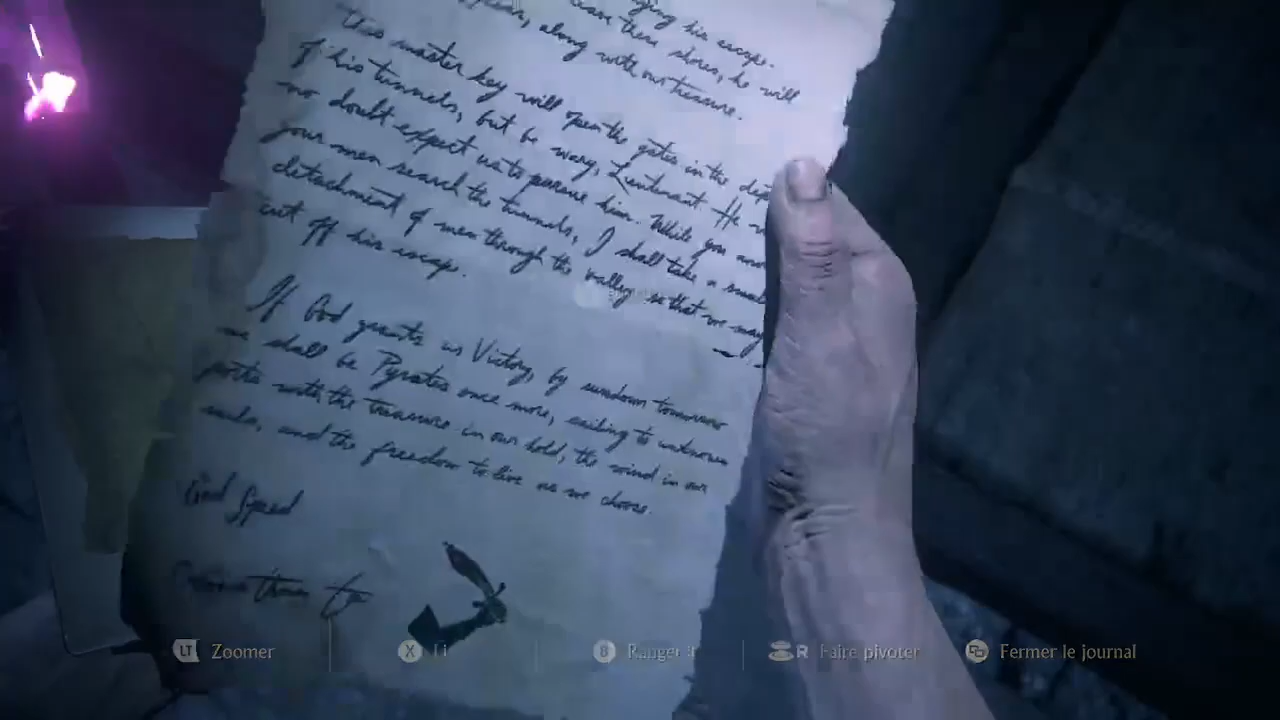 his escape.
these shores, he will
along with our treasure.
This master key will open the gates in the
of his tunnels, but be wary, Lieutenant. He
no doubt expect us to pursue him. While you and
your men search the tunnels, I shall take a small
detachment of men through the valley so that we may
cut off his escape.
If God grants us Victory, by sundown tomorrow
we shall be Pyrates once more, sailing to unknown
ports with the treasure in our hold, the wind in our
sails, and the freedom to live as we choose.
God Speed
LT Zoomer X B Ranger R Faire pivoter Fermer le journal